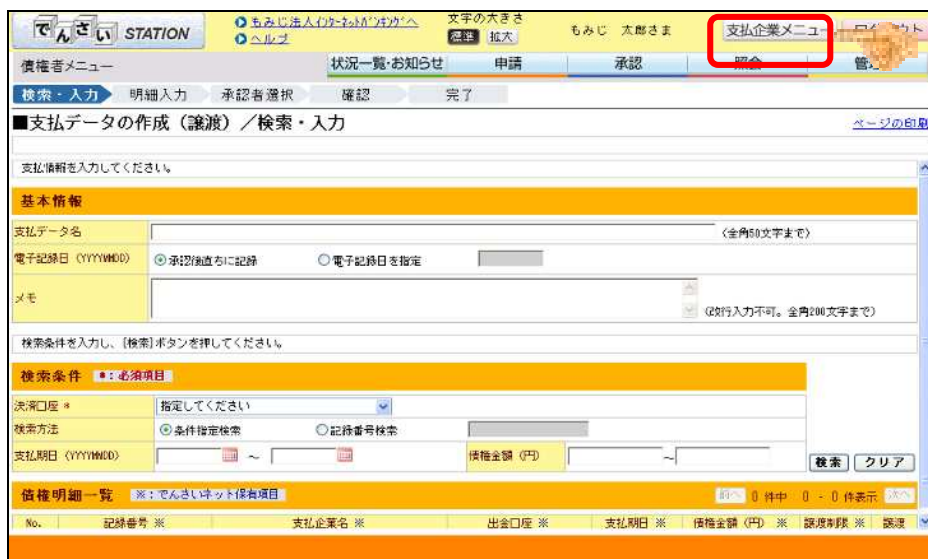 でんさい STATION
もみじ法人インターネットバンキングへ
ヘルプ
文字の大きさ
標準 拡大
もみじ 太郎さま
支払企業メニュー
債権者メニュー
状況一覧・お知らせ 申請 承認 照会
検索・入力 明細入力 承認者選択 確認 完了
■支払データの作成（譲渡）／検索・入力
ページの印刷
支払情報を入力してください。
基本情報
支払データ名
（全角50文字まで）
電子記録日（YYYYMMDD） 承認後直ちに記録 電子記録日を指定
メモ
（改行入力不可。全角200文字まで）
検索条件を入力し、［検索］ボタンを押してください。
検索条件 *：必須項目
決済口座 * 指定してください
検索方法 条件指定検索 記録番号検索
支払期日（YYYYMMDD） ～ 債権金額（円） ～
検索 クリア
債権明細一覧 ※：でんさいネット保有項目
前へ 0 件中 0 - 0 件表示 次へ
No. 記録番号 ※ 支払企業名 ※ 出金口座 ※ 支払期日 ※ 債権金額（円） ※ 譲渡制限 ※ 譲渡